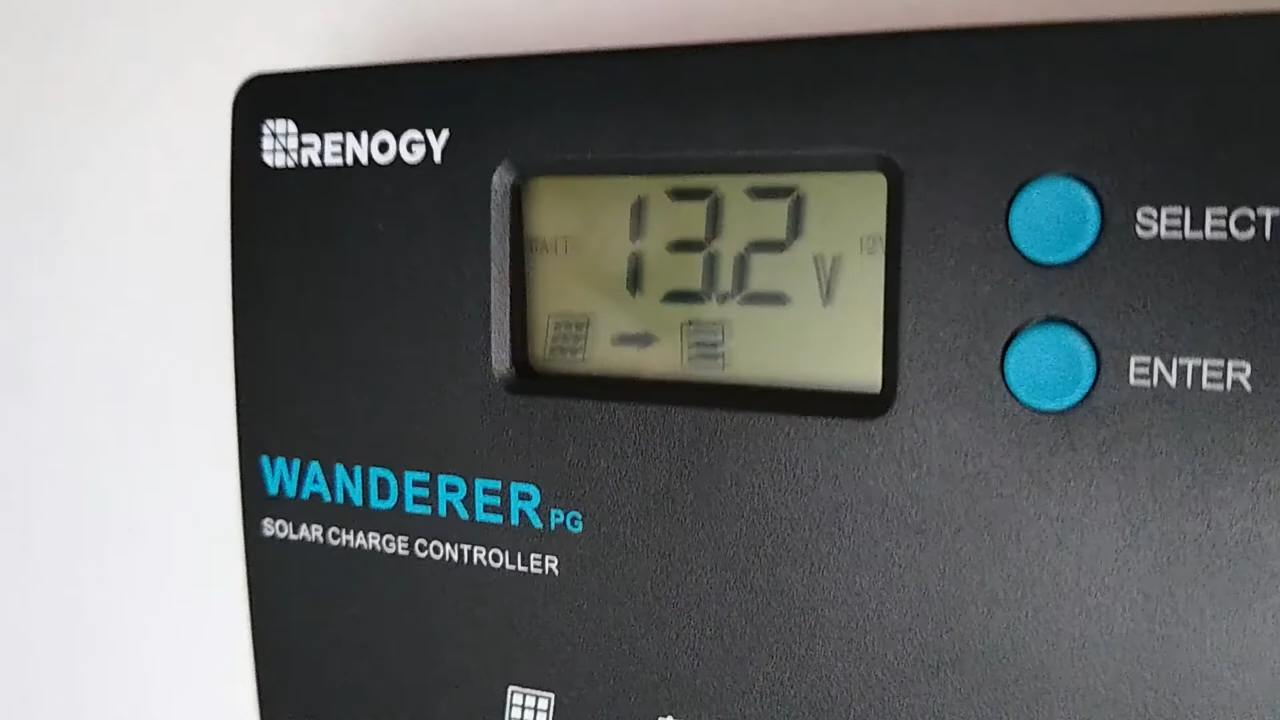 RENOGY
BATT
13.2 V
12V
SELECT
ENTER
WANDERER PG
SOLAR CHARGE CONTROLLER